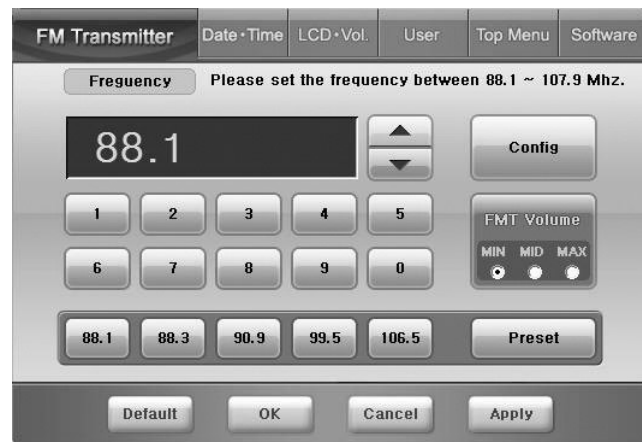 FM Transmitter Date·Time LCD·Vol. User Top Menu Software
Freguency Please set the frequency between 88.1 ~ 107.9 Mhz.
88.1
Config
1 2 3 4 5
FMT Volume
MIN MID MAX
6 7 8 9 0
88.1 88.3 90.9 99.5 106.5 Preset
Default OK Cancel Apply